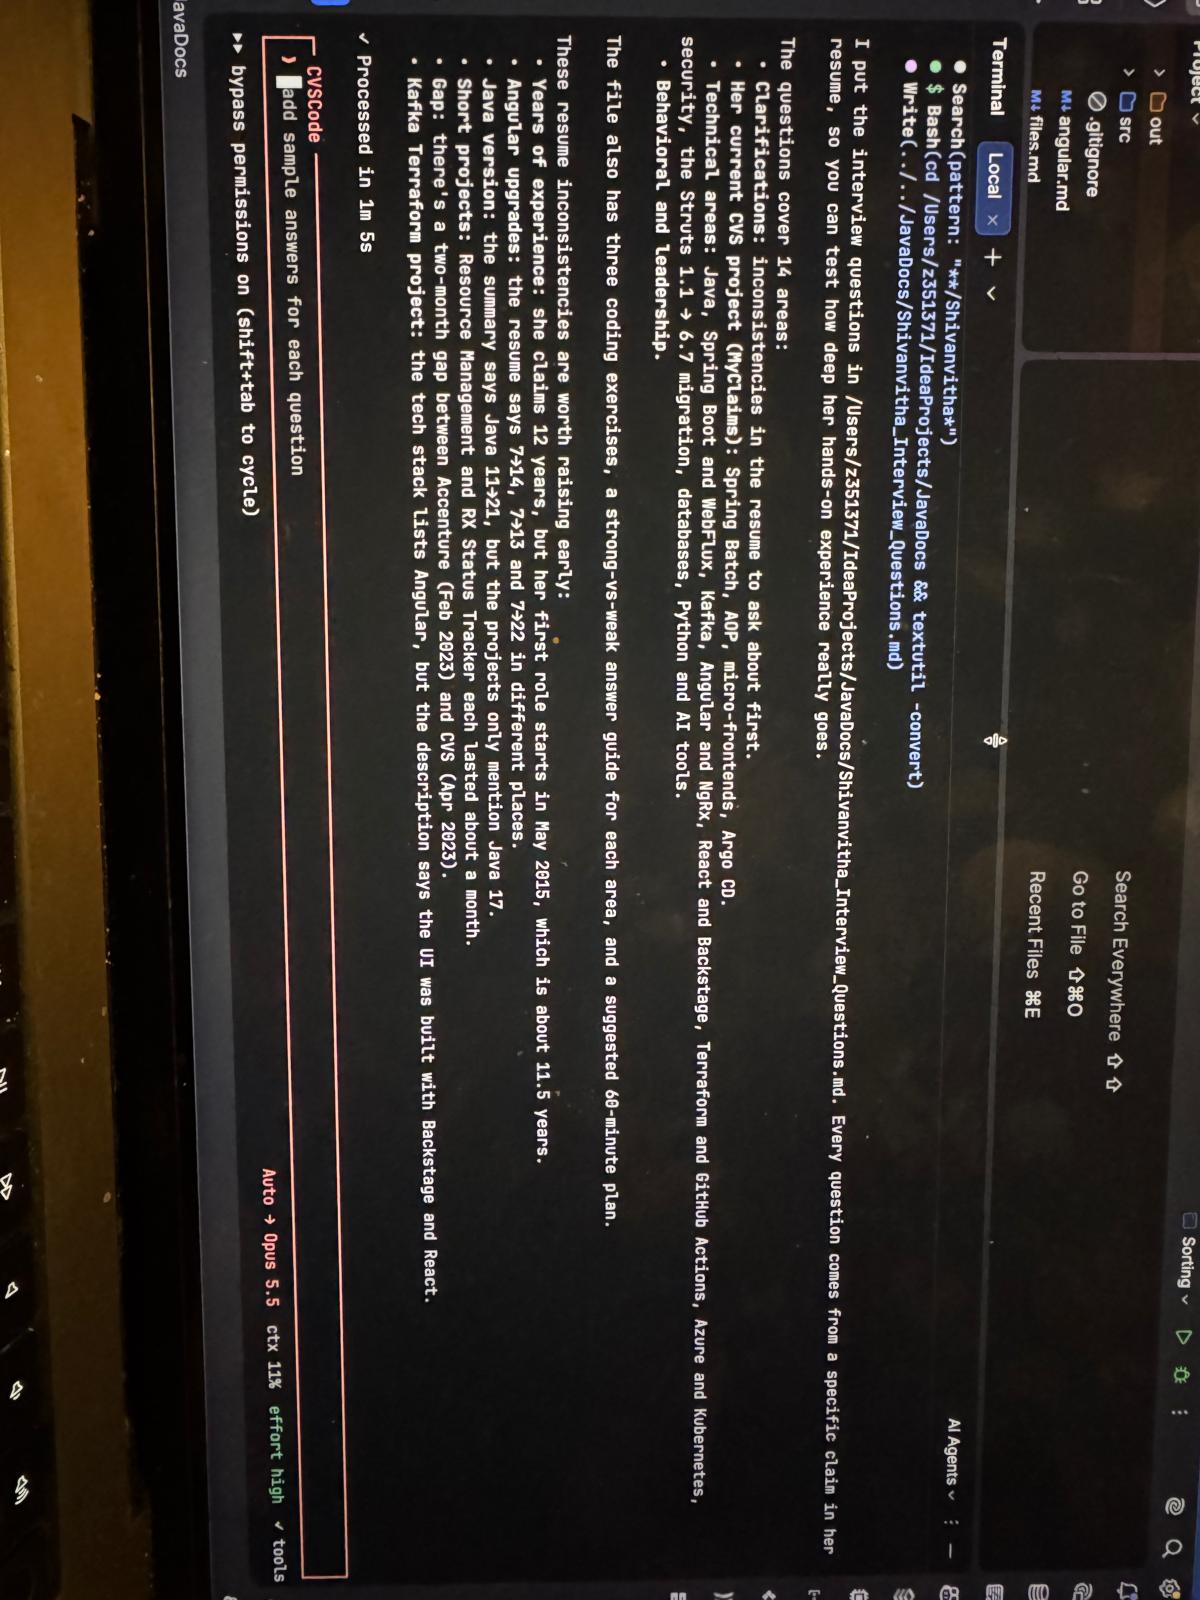 Project
out
src
.gitignore
M↓ angular.md
M↓ files.md
Sorting
Search Everywhere ⇧ ⇧
Go to File ⇧⌘O
Recent Files ⌘E
Terminal Local × +
AI Agents
● Search(pattern: "**/Shivanvitha*")
● $ Bash(cd /Users/z351371/IdeaProjects/JavaDocs && textutil -convert)
● Write(../../JavaDocs/Shivanvitha_Interview_Questions.md)
I put the interview questions in /Users/z351371/IdeaProjects/JavaDocs/Shivanvitha_Interview_Questions.md. Every question comes from a specific claim in her
resume, so you can test how deep her hands-on experience really goes.
The questions cover 14 areas:
• Clarifications: inconsistencies in the resume to ask about first.
• Her current CVS project (MyClaims): Spring Batch, AOP, micro-frontends, Argo CD.
• Technical areas: Java, Spring Boot and WebFlux, Kafka, Angular and NgRx, React and Backstage, Terraform and GitHub Actions, Azure and Kubernetes,
security, the Struts 1.1 → 6.7 migration, databases, Python and AI tools.
• Behavioral and leadership.
The file also has three coding exercises, a strong-vs-weak answer guide for each area, and a suggested 60-minute plan.
These resume inconsistencies are worth raising early:
• Years of experience: she claims 12 years, but her first role starts in May 2015, which is about 11.5 years.
• Angular upgrades: the resume says 7→14, 7→13 and 7→22 in different places.
• Java version: the summary says Java 11→21, but the projects only mention Java 17.
• Short projects: Resource Management and RX Status Tracker each lasted about a month.
• Gap: there's a two-month gap between Accenture (Feb 2023) and CVS (Apr 2023).
• Kafka Terraform project: the tech stack lists Angular, but the description says the UI was built with Backstage and React.
✓ Processed in 1m 5s
CVSCode
❯ add sample answers for each question
Auto → Opus 5.5 ctx 11% effort high ✓ tools
▸▸ bypass permissions on (shift+tab to cycle)
JavaDocs